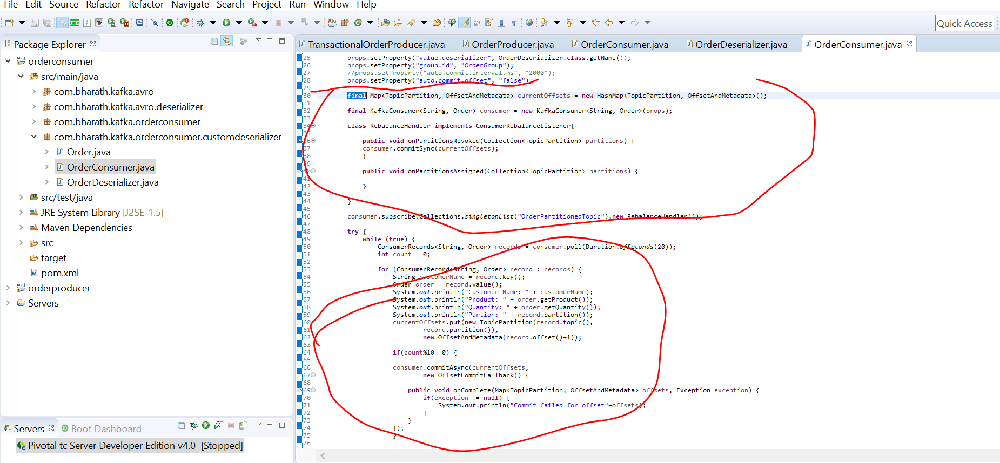 File Edit Source Refactor Refactor Navigate Search Project Run Window Help
Quick Access
Package Explorer
orderconsumer
src/main/java
com.bharath.kafka.avro
com.bharath.kafka.avro.deserializer
com.bharath.kafka.orderconsumer
com.bharath.kafka.orderconsumer.customdeserializer
Order.java
OrderConsumer.java
OrderDeserializer.java
src/test/java
JRE System Library [J2SE-1.5]
Maven Dependencies
src
target
pom.xml
orderproducer
Servers
Servers Boot Dashboard
Pivotal tc Server Developer Edition v4.0 [Stopped]
TransactionalOrderProducer.java OrderProducer.java OrderConsumer.java OrderDeserializer.java OrderConsumer.java
25 props.setProperty("value.deserializer", OrderDeserializer.class.getName());
26 props.setProperty("group.id", "OrderGroup");
27 //props.setProperty("auto.commit.interval.ms", "2000");
28 props.setProperty("auto.commit.offset", "false");
29
30 final Map<TopicPartition, OffsetAndMetadata> currentOffsets = new HashMap<TopicPartition, OffsetAndMetadata>();
31
32 final KafkaConsumer<String, Order> consumer = new KafkaConsumer<String, Order>(props);
33
34 class RebalanceHandler implements ConsumerRebalanceListener{
35
36 public void onPartitionsRevoked(Collection<TopicPartition> partitions) {
37 consumer.commitSync(currentOffsets);
38 }
39
40 public void onPartitionsAssigned(Collection<TopicPartition> partitions) {
41
42 }
43
44 }
45
46 consumer.subscribe(Collections.singletonList("OrderPartitionedTopic"),new RebalanceHandler());
47
48 try {
49 while (true) {
50 ConsumerRecords<String, Order> records = consumer.poll(Duration.ofSeconds(20));
51 int count = 0;
52
53 for (ConsumerRecord<String, Order> record : records) {
54 String customerName = record.key();
55 Order order = record.value();
56 System.out.println("Customer Name: " + customerName);
57 System.out.println("Product: " + order.getProduct());
58 System.out.println("Quantity: " + order.getQuantity());
59 System.out.println("Partion: " + record.partition());
60 currentOffsets.put(new TopicPartition(record.topic(),
61 record.partition()),
62 new OffsetAndMetadata(record.offset()+1));
63
64 if(count%10==0) {
65
66 consumer.commitAsync(currentOffsets,
67 new OffsetCommitCallback() {
68
69 public void onComplete(Map<TopicPartition, OffsetAndMetadata> offsets, Exception exception) {
70 if(exception != null) {
71 System.out.println("Commit failed for offset"+offsets);
72 }
73 }
74 });
75 }
76